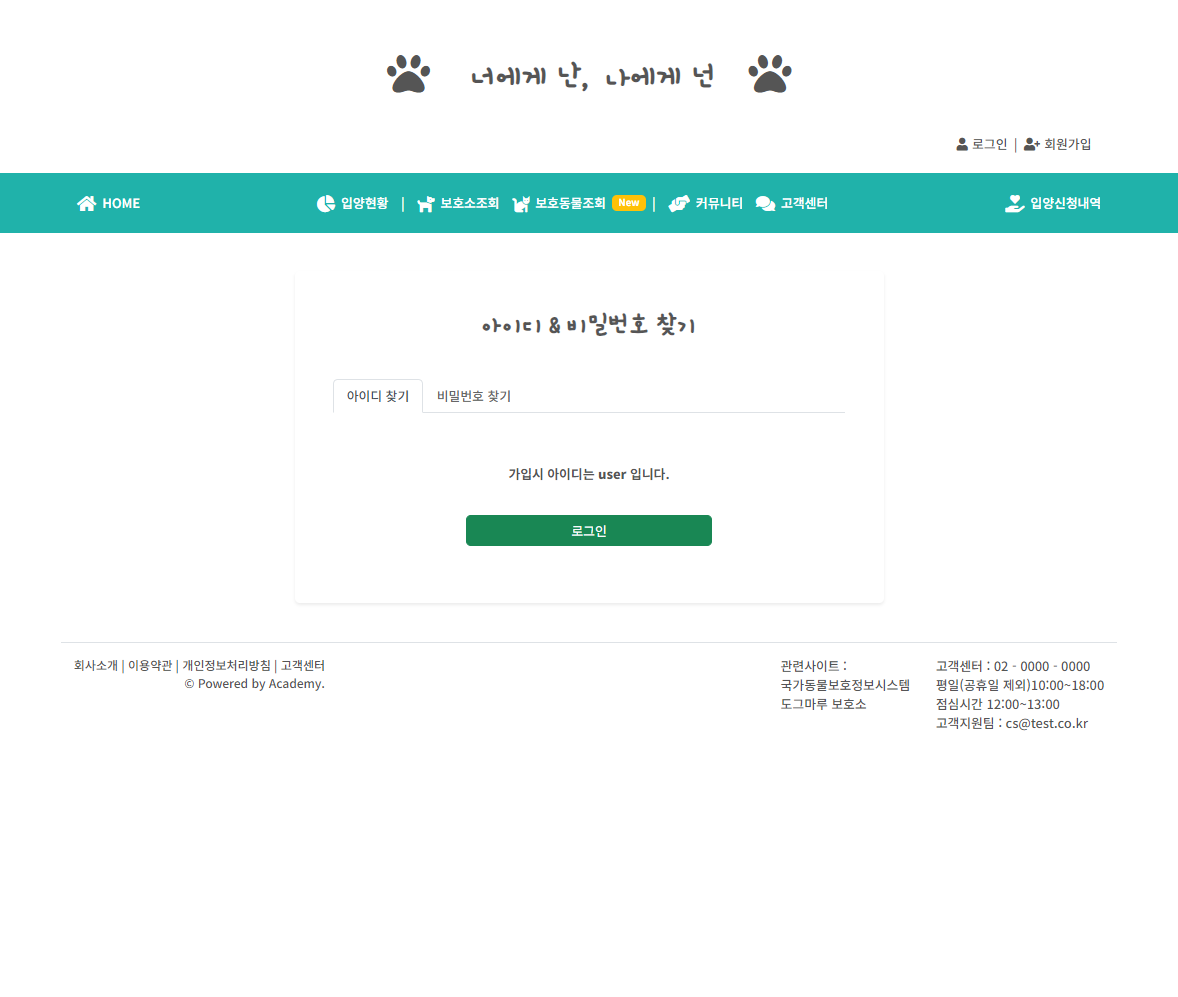 너에게 난, 나에게 넌
로그인 | 회원가입
HOME 입양현황 | 보호소조회 보호동물조회 New | 커뮤니티 고객센터 입양신청내역
아이디 & 비밀번호 찾기
아이디 찾기 비밀번호 찾기
가입시 아이디는 user 입니다.
로그인
회사소개 | 이용약관 | 개인정보처리방침 | 고객센터
© Powered by Academy.
관련사이트 :
국가동물보호정보시스템
도그마루 보호소
고객센터 : 02 - 0000 - 0000
평일(공휴일 제외)10:00~18:00
점심시간 12:00~13:00
고객지원팀 : cs@test.co.kr